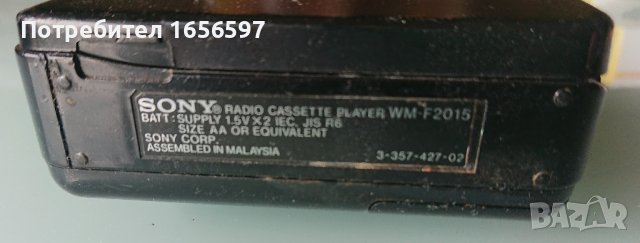 Потребител 1656597
SONY® RADIO CASSETTE PLAYER WM-F2015
BATT: SUPPLY 1.5V×2 IEC, JIS R6
SIZE AA OR EQUIVALENT
SONY CORP.
ASSEMBLED IN MALAYSIA 3-357-427-02
BAZAR